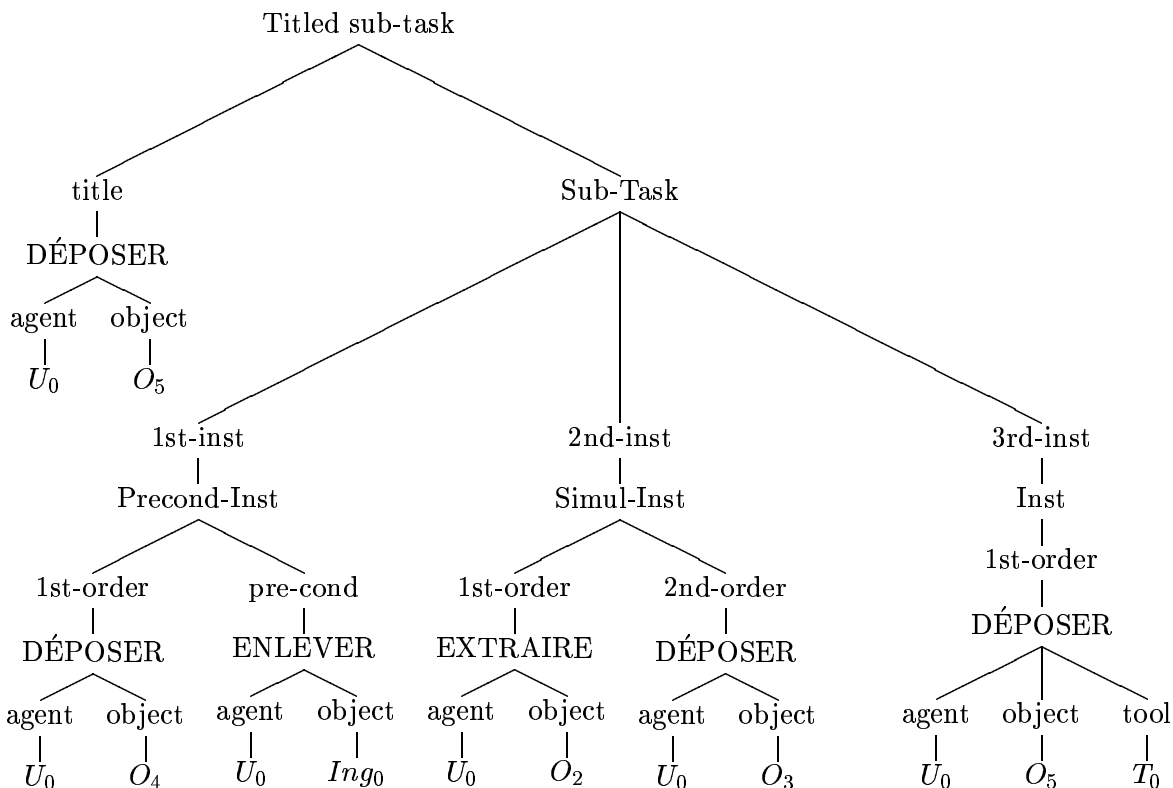 Titled sub-task
title Sub-Task
DÉPOSER
agent object
U₀ O₅
1st-inst 2nd-inst 3rd-inst
Precond-Inst Simul-Inst Inst
1st-order
1st-order pre-cond 1st-order 2nd-order
DÉPOSER
DÉPOSER ENLEVER EXTRAIRE DÉPOSER
agent object agent object agent object agent object agent object tool
U₀ O₄ U₀ Ing₀ U₀ O₂ U₀ O₃ U₀ O₅ T₀